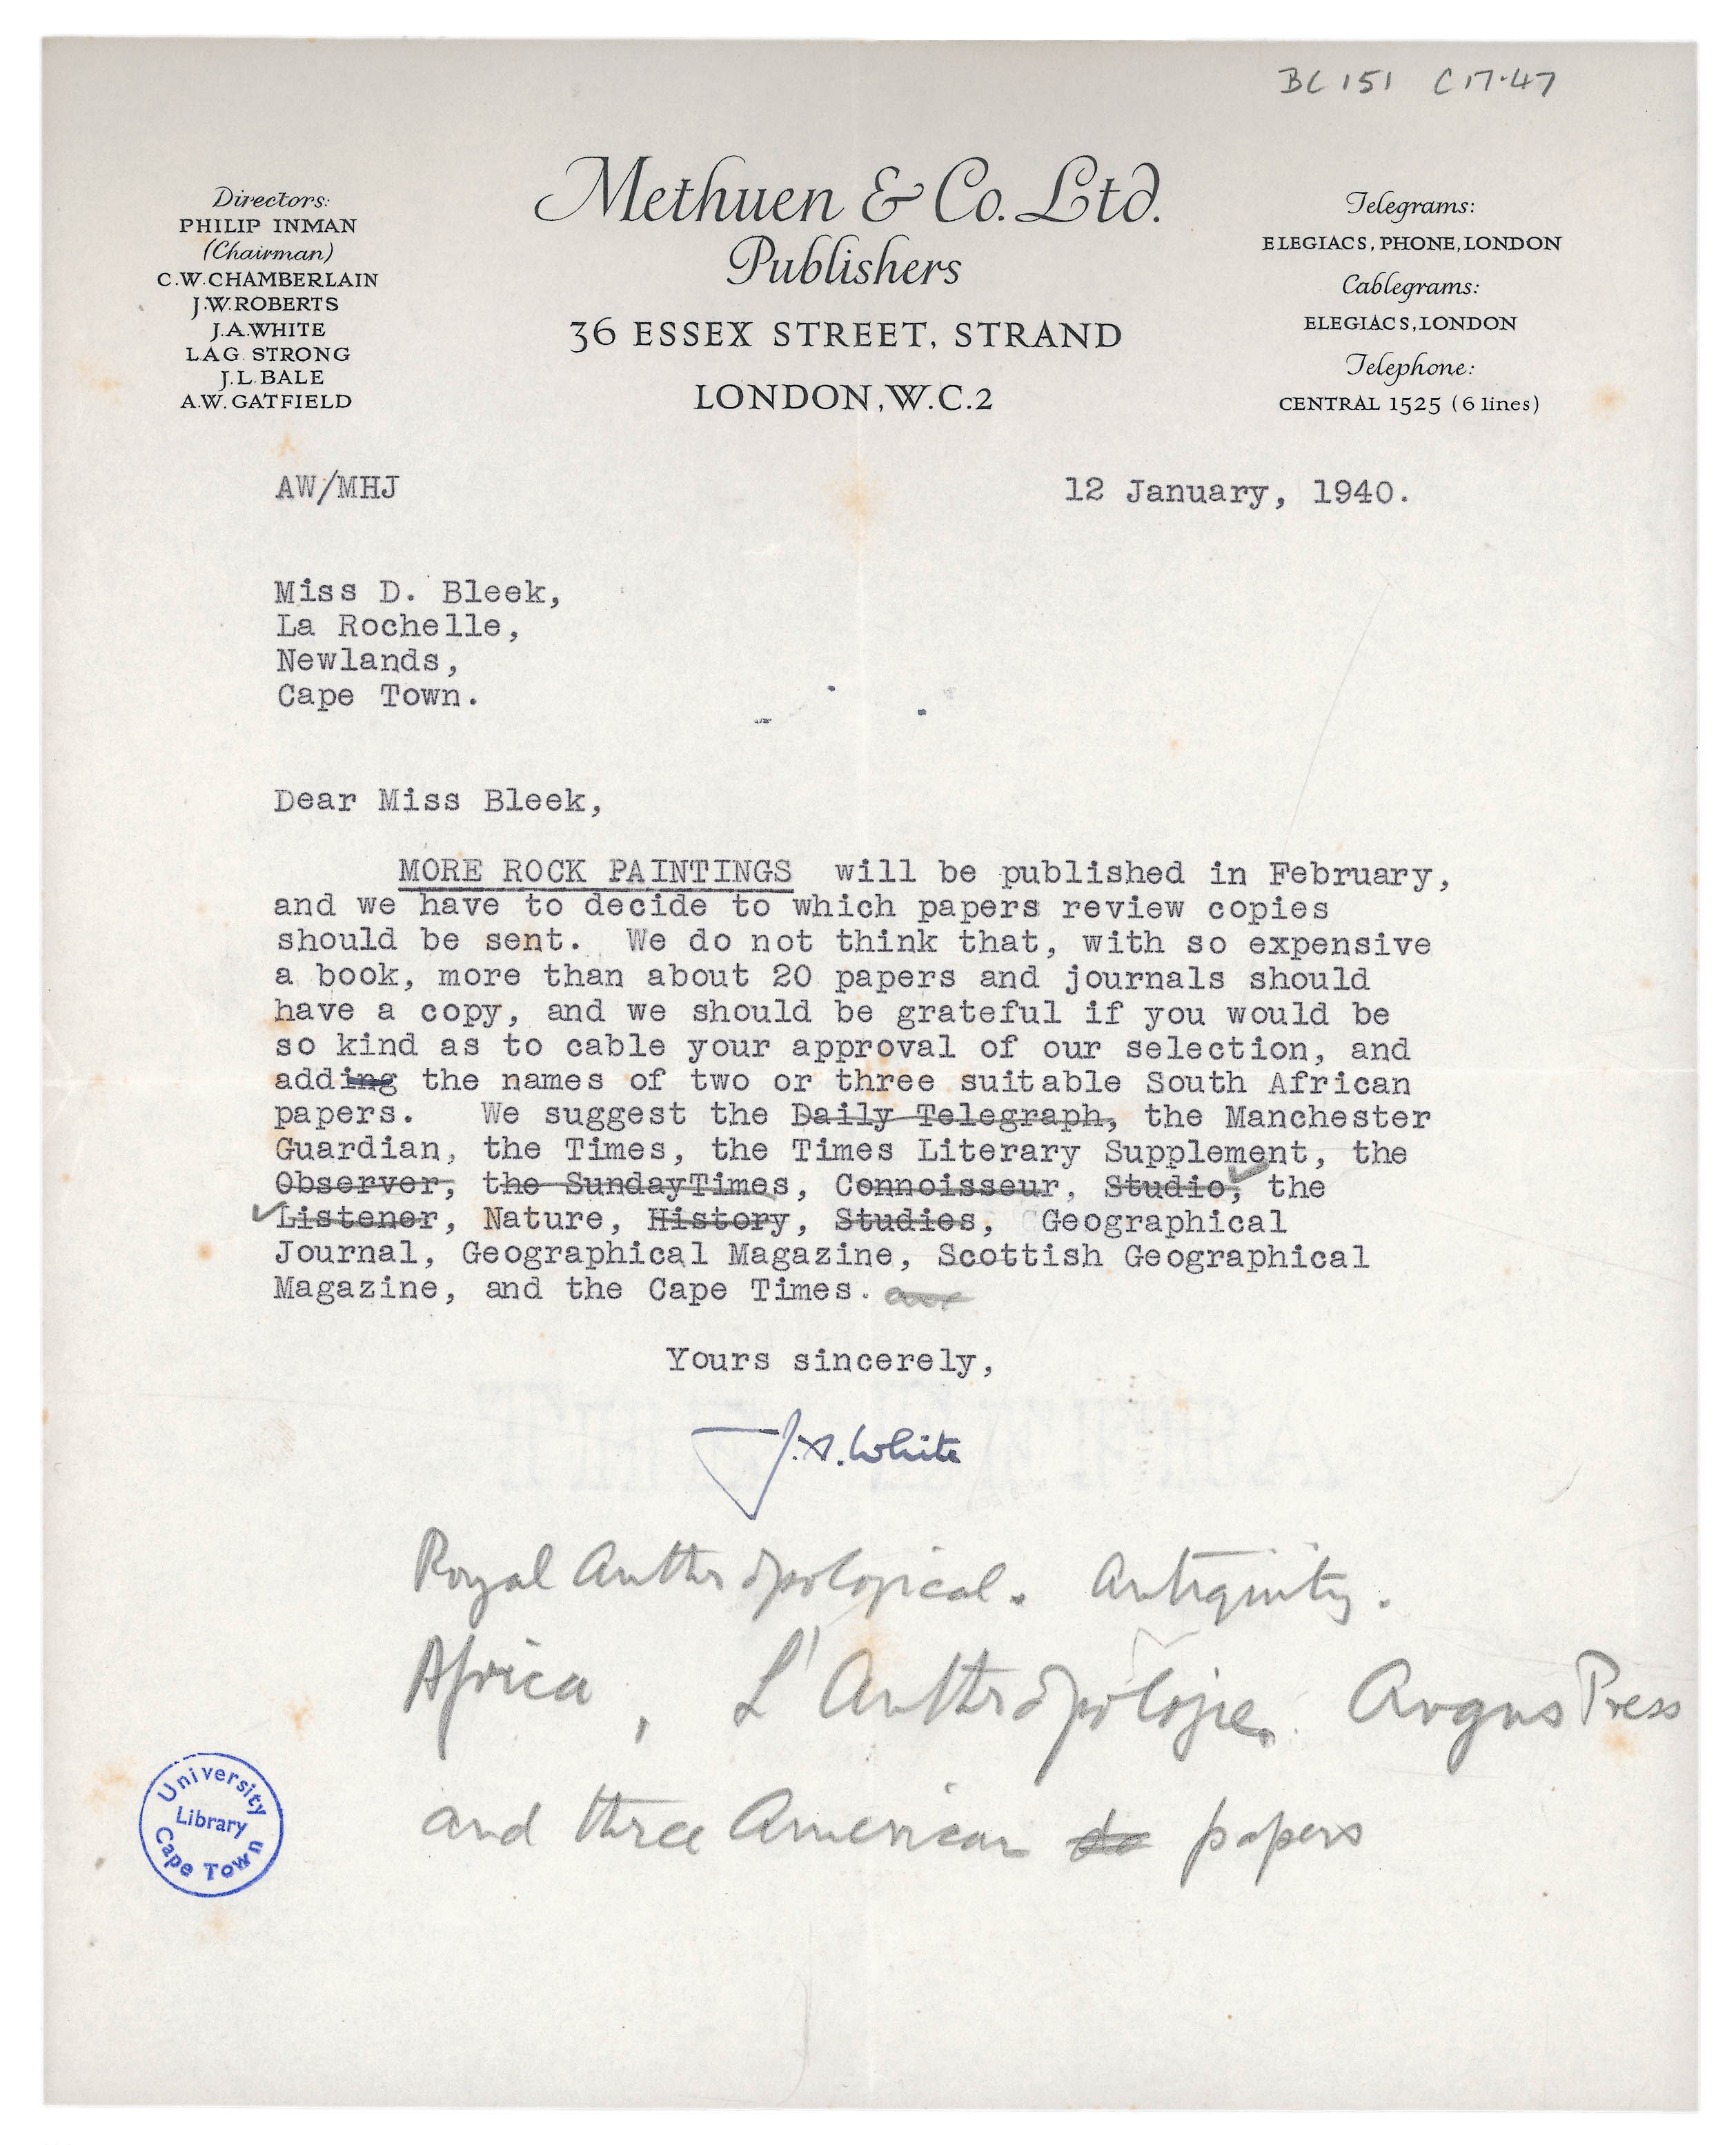 BC 151 C17.47
Methuen & Co. Ltd.
Publishers
36 ESSEX STREET, STRAND
LONDON, W.C.2
Directors:
PHILIP INMAN
(Chairman)
C.W.CHAMBERLAIN
J.W.ROBERTS
J.A.WHITE
L.A.G. STRONG
J.L.BALE
A.W.GATFIELD
Telegrams:
ELEGIACS, PHONE, LONDON
Cablegrams:
ELEGIACS, LONDON
Telephone:
CENTRAL 1525 (6 lines)
AW/MHJ
12 January, 1940.
Miss D. Bleek,
La Rochelle,
Newlands,
Cape Town.
Dear Miss Bleek,
MORE ROCK PAINTINGS will be published in February,
and we have to decide to which papers review copies
should be sent. We do not think that, with so expensive
a book, more than about 20 papers and journals should
have a copy, and we should be grateful if you would be
so kind as to cable your approval of our selection, and
adding the names of two or three suitable South African
papers. We suggest the Daily Telegraph, the Manchester
Guardian, the Times, the Times Literary Supplement, the
Observer, the SundayTimes, Connoisseur, Studio, the
Listener, Nature, History, Studies, Geographical
Journal, Geographical Magazine, Scottish Geographical
Magazine, and the Cape Times.
Yours sincerely,
J.A. White
Royal Anthropological. Antiquity.
Africa, L'Anthropologie. Argus Press
and three American do papers
University
Library
Cape Town